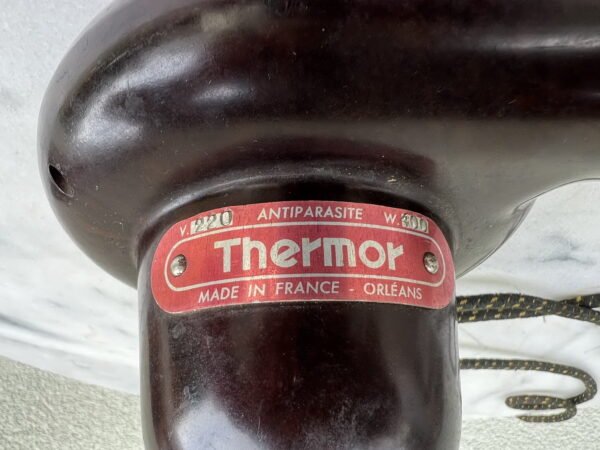 V. 220 ANTIPARASITE W. 300
Thermor
MADE IN FRANCE - ORLÉANS